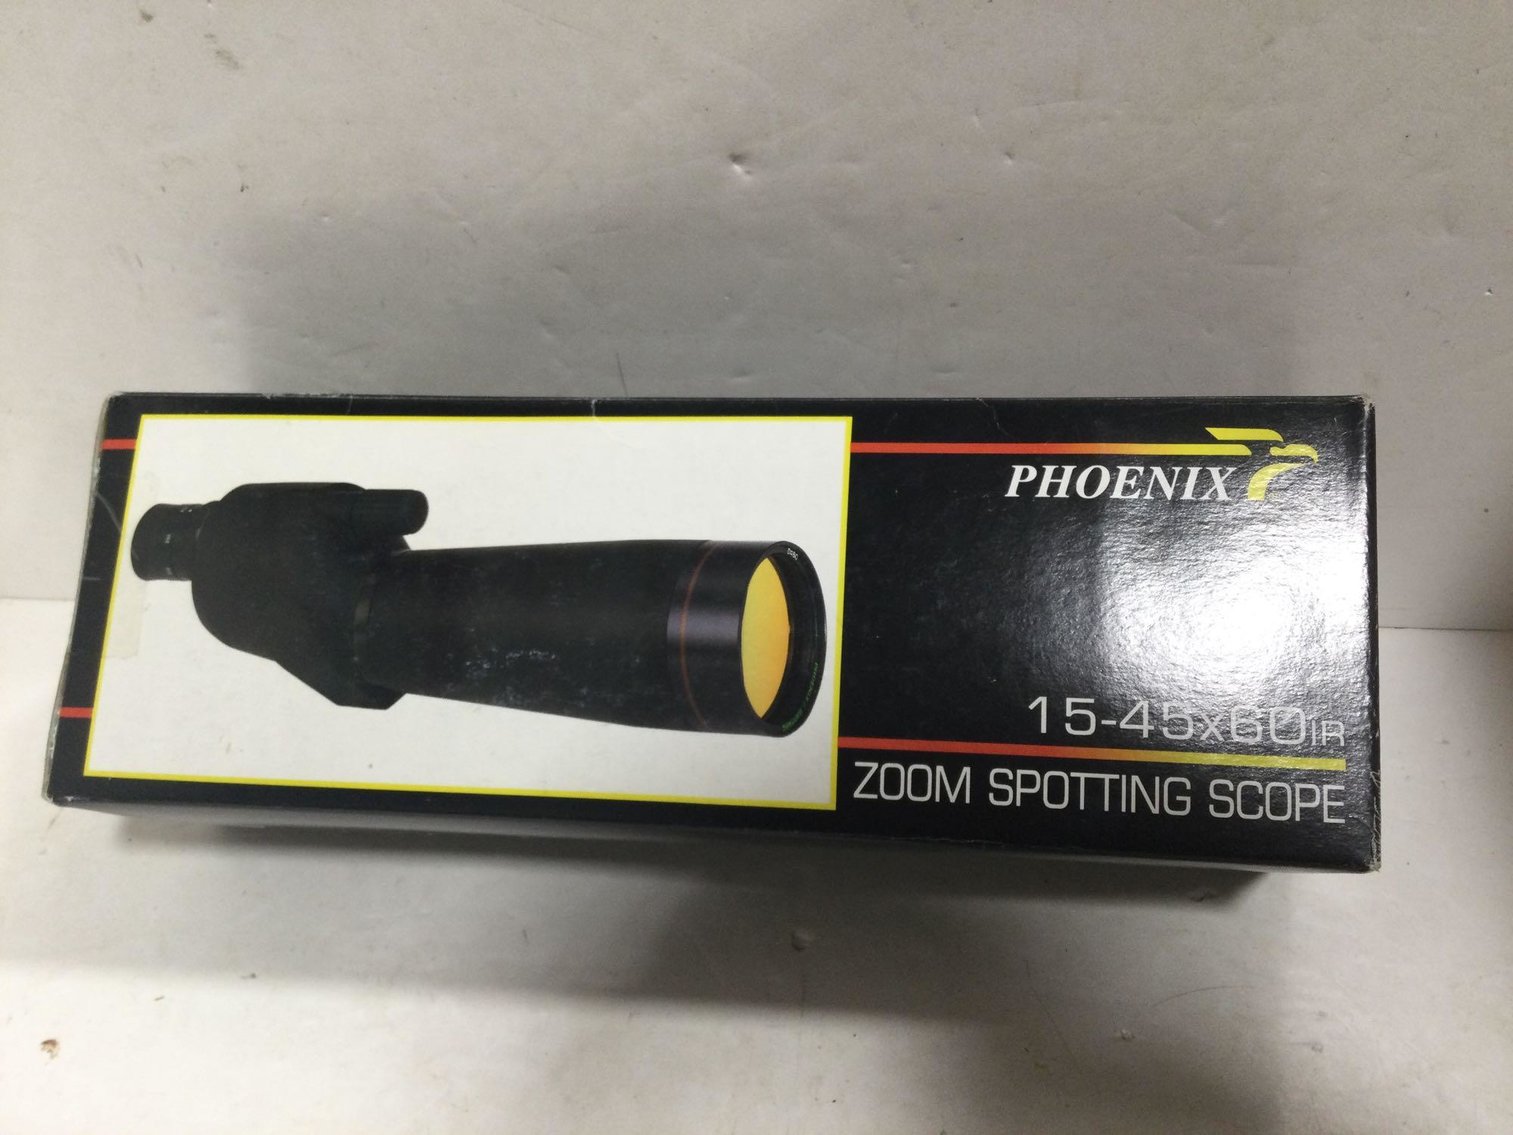 PHOENIX
15-45x60IR
ZOOM SPOTTING SCOPE